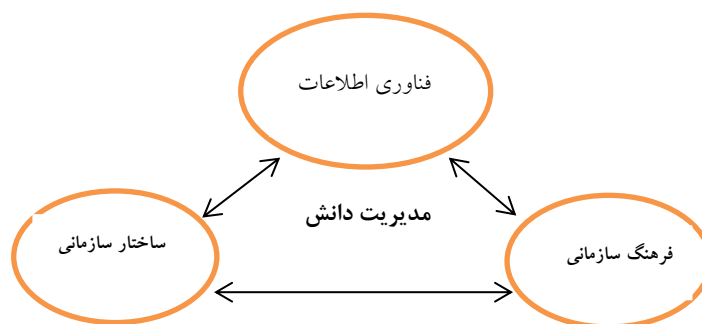 فناوری اطلاعات
مدیریت دانش
ساختار سازمانی
فرهنگ سازمانی